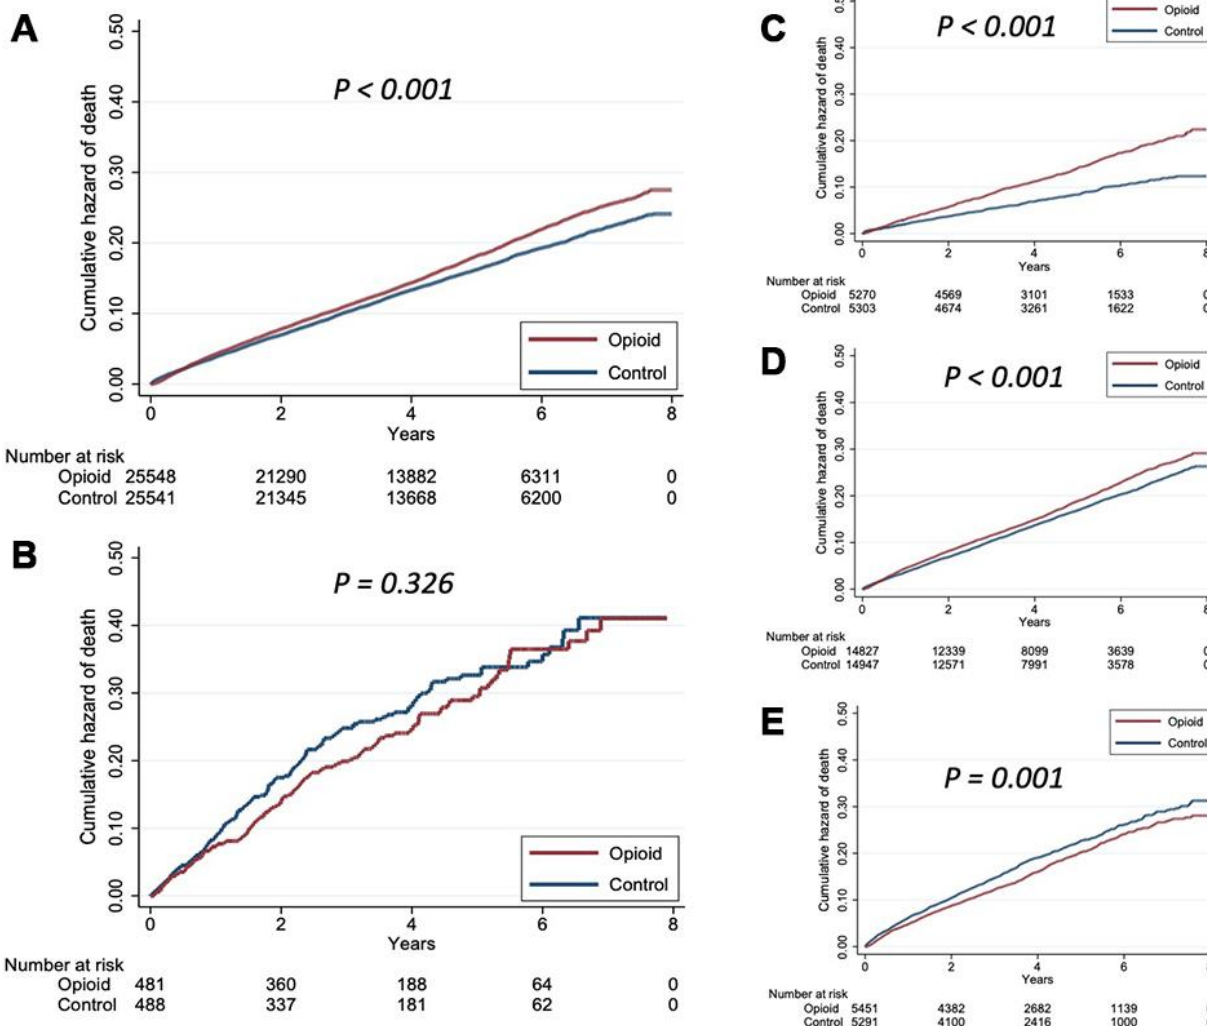 A
Cumulative hazard of death
0.50
0.40
0.30
0.20
0.10
0.00
P < 0.001
Opioid
Control
0 2 4 6 8
Years
Number at risk
Opioid 25548 21290 13882 6311 0
Control 25541 21345 13668 6200 0
B
Cumulative hazard of death
0.50
0.40
0.30
0.20
0.10
0.00
P = 0.326
Opioid
Control
0 2 4 6 8
Years
Number at risk
Opioid 481 360 188 64 0
Control 488 337 181 62 0
C
Cumulative hazard of death
0.40
0.30
0.20
0.10
0.00
P < 0.001
Opioid
Control
0 2 4 6 8
Years
Number at risk
Opioid 5270 4569 3101 1533 0
Control 5303 4674 3261 1622 0
D
Cumulative hazard of death
0.50
0.40
0.30
0.20
0.10
0.00
P < 0.001
Opioid
Control
0 2 4 6 8
Years
Number at risk
Opioid 14827 12339 8099 3639 0
Control 14947 12571 7991 3578 0
E
Cumulative hazard of death
0.50
0.40
0.30
0.20
0.10
0.00
P = 0.001
Opioid
Control
0 2 4 6
Years
Number at risk
Opioid 5451 4382 2682 1139
Control 5291 4100 2416 1000